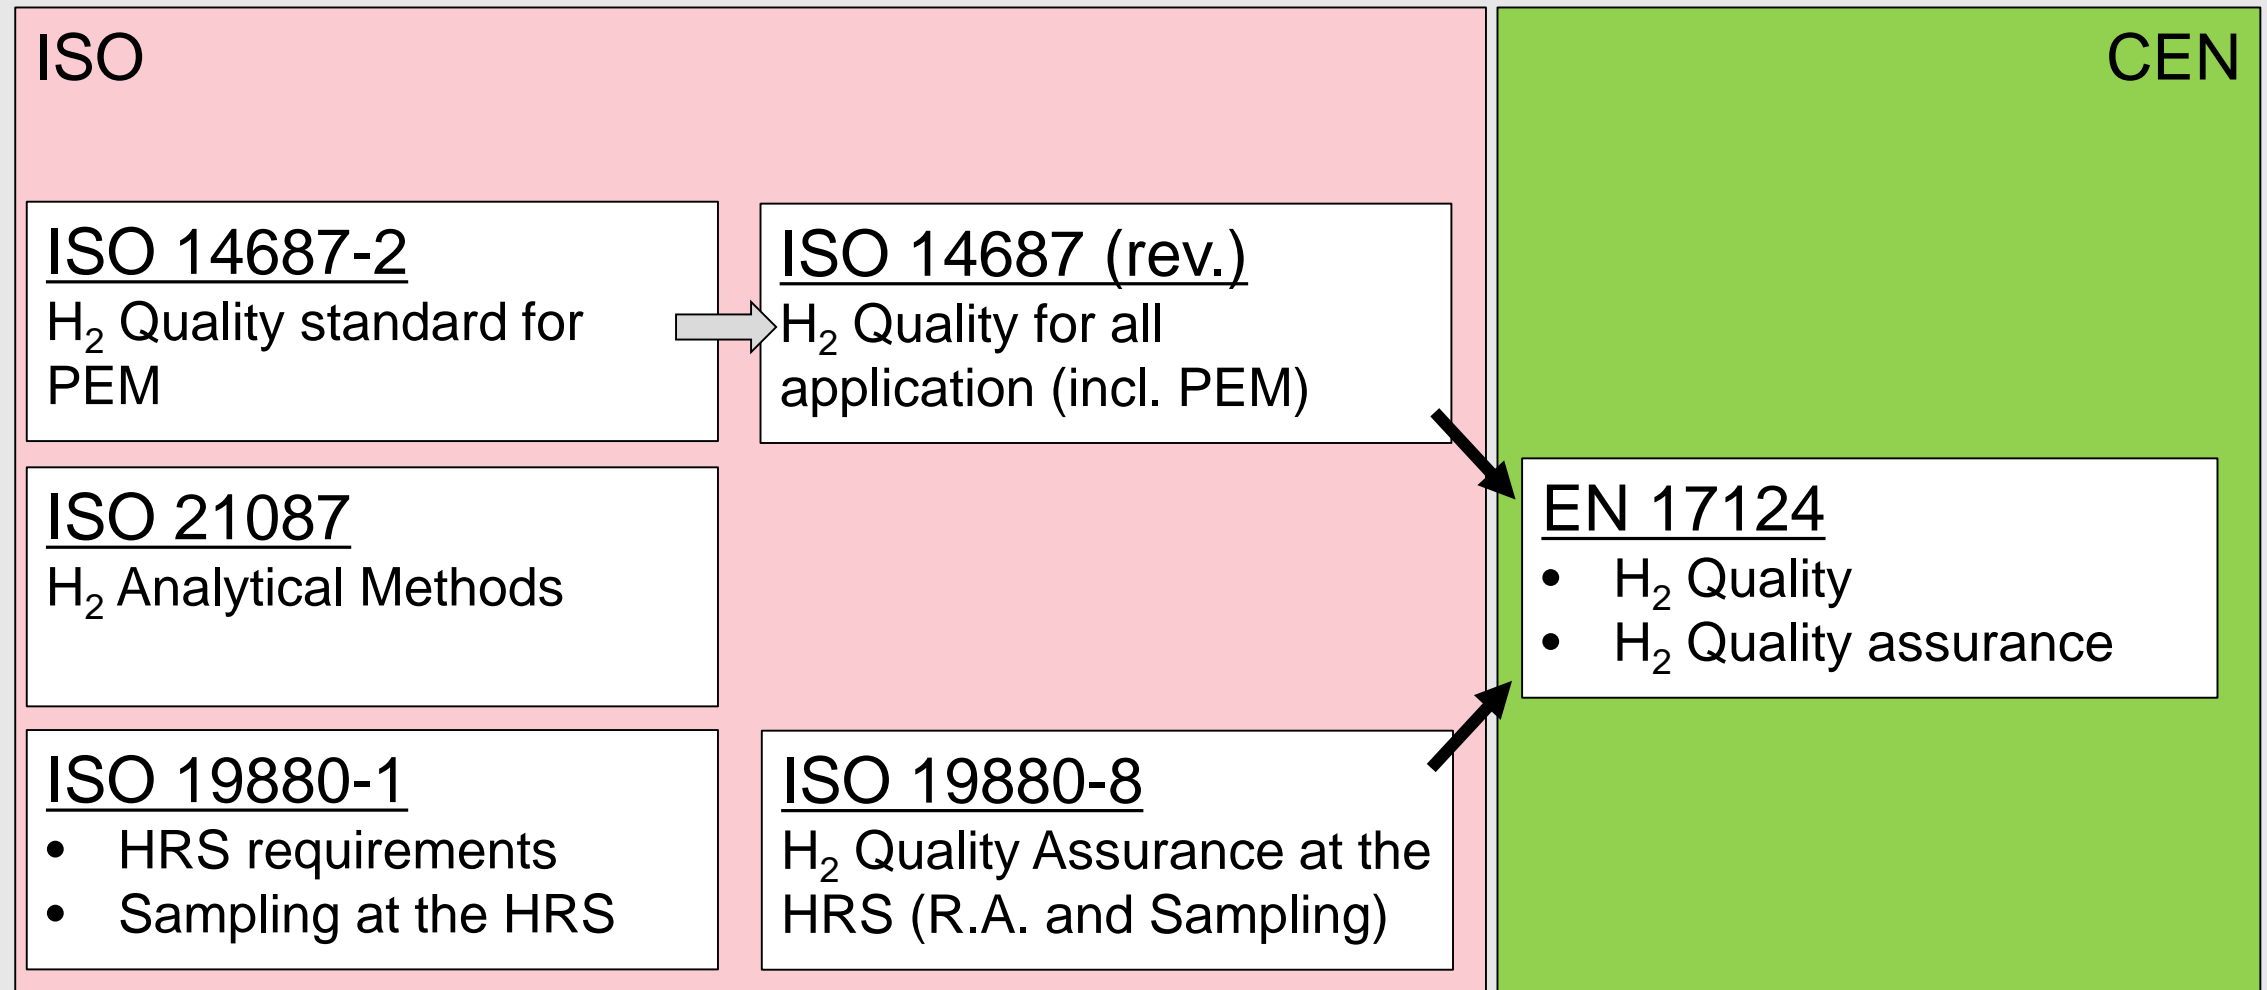 ISO
CEN
ISO 14687-2
H₂ Quality standard for
PEM
ISO 14687 (rev.)
H₂ Quality for all
application (incl. PEM)
ISO 21087
H₂ Analytical Methods
EN 17124
• H₂ Quality
• H₂ Quality assurance
ISO 19880-1
• HRS requirements
• Sampling at the HRS
ISO 19880-8
H₂ Quality Assurance at the
HRS (R.A. and Sampling)